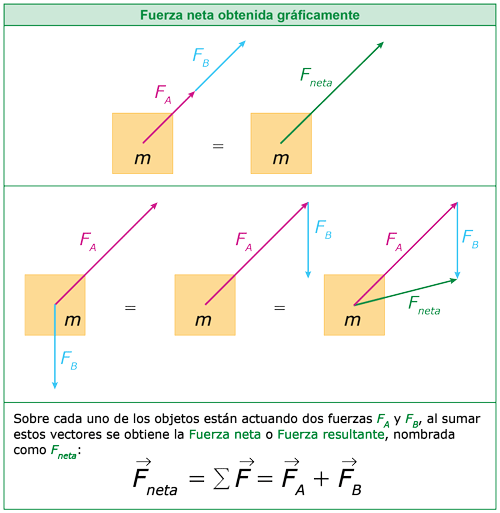 Fuerza neta obtenida gráficamente
F_B
F_A
F_neta
m
=
m
F_A
F_A
F_B
F_A
F_B
F_neta
m
=
m
=
m
F_B
Sobre cada uno de los objetos están actuando dos fuerzas F_A y F_B, al sumar
estos vectores se obtiene la Fuerza neta o Fuerza resultante, nombrada
como F_neta:
F⃗_neta = ∑ F⃗ = F⃗_A + F⃗_B